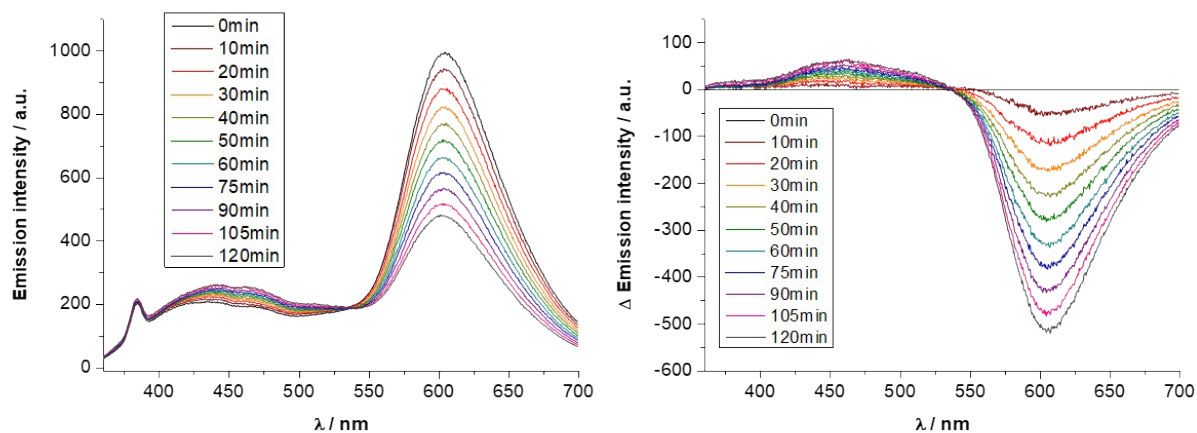 Emission intensity / a.u.
1000
800
600
400
200
0
0min
10min
20min
30min
40min
50min
60min
75min
90min
105min
120min
400 450 500 550 600 650 700
λ / nm
Δ Emission intensity / a.u.
100
0
-100
-200
-300
-400
-500
-600
0min
10min
20min
30min
40min
50min
60min
75min
90min
105min
120min
400 450 500 550 600 650 700
λ / nm